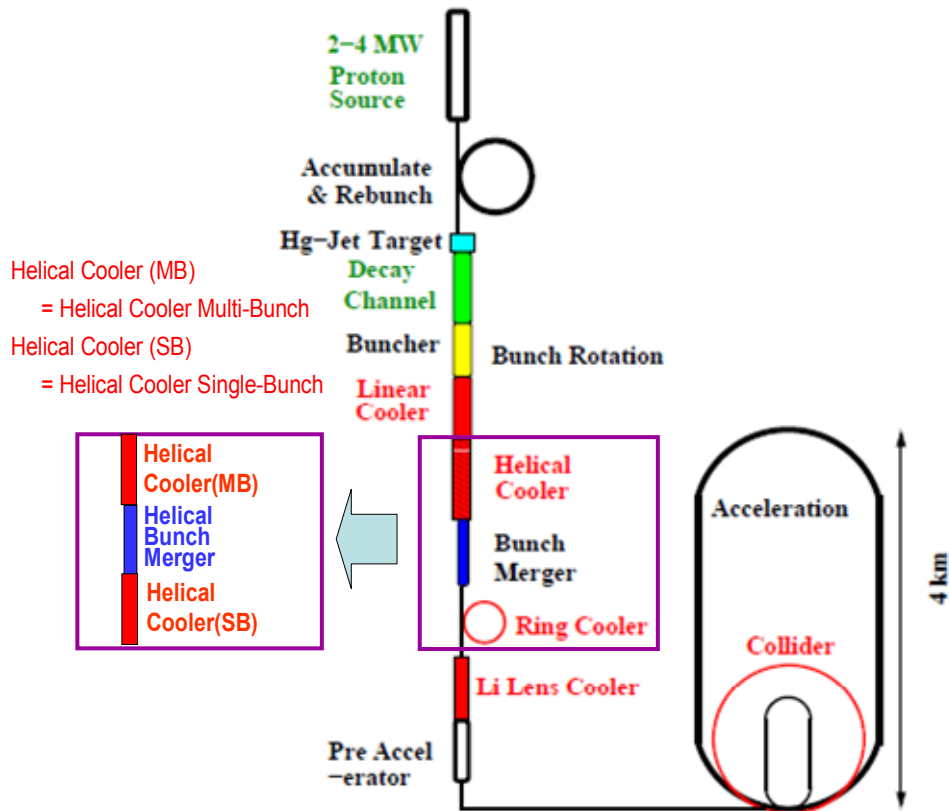 2−4 MW
Proton
Source
Accumulate
& Rebunch
Hg−Jet Target
Decay
Channel
Buncher
Bunch Rotation
Linear
Cooler
Helical Cooler (MB)
= Helical Cooler Multi-Bunch
Helical Cooler (SB)
= Helical Cooler Single-Bunch
Helical
Cooler(MB)
Helical
Bunch
Merger
Helical
Cooler(SB)
Helical
Cooler
Bunch
Merger
Ring Cooler
Li Lens Cooler
Pre Accel
−erator
Acceleration
Collider
4 km